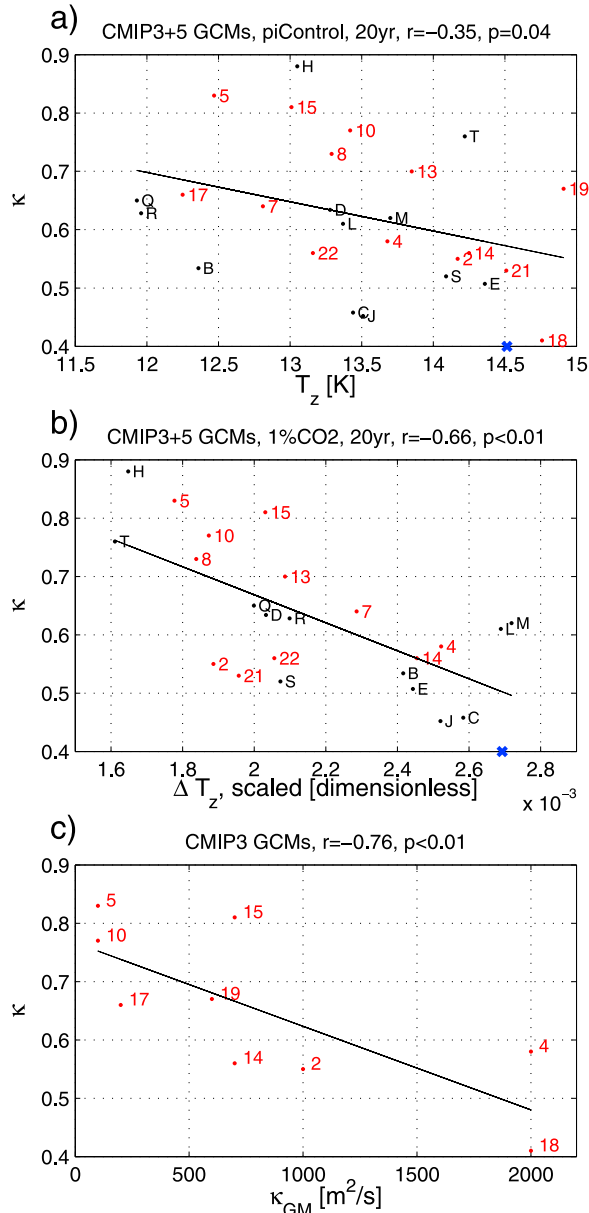 a)
CMIP3+5 GCMs, piControl, 20yr, r=−0.35, p=0.04
0.9
0.8
0.7
0.6
0.5
0.4
κ
H
5
15
10
T
8
13
19
17
Q
7
D
R
M
L
4
22
14
2
B
21
S
E
C
J
18
11.5 12 12.5 13 13.5 14 14.5 15
T_z [K]
b)
CMIP3+5 GCMs, 1%CO2, 20yr, r=−0.66, p<0.01
0.9
0.8
0.7
0.6
0.5
0.4
κ
H
5
15
10
T
8
13
Q
7
D
R
M
L
4
22
14
2
B
21
S
E
C
J
1.6 1.8 2 2.2 2.4 2.6 2.8
x 10⁻³
Δ T_z, scaled [dimensionless]
c)
CMIP3 GCMs, r=−0.76, p<0.01
0.9
0.8
0.7
0.6
0.5
0.4
κ
5
15
10
19
17
4
14
2
18
0 500 1000 1500 2000
κ_GM [m²/s]